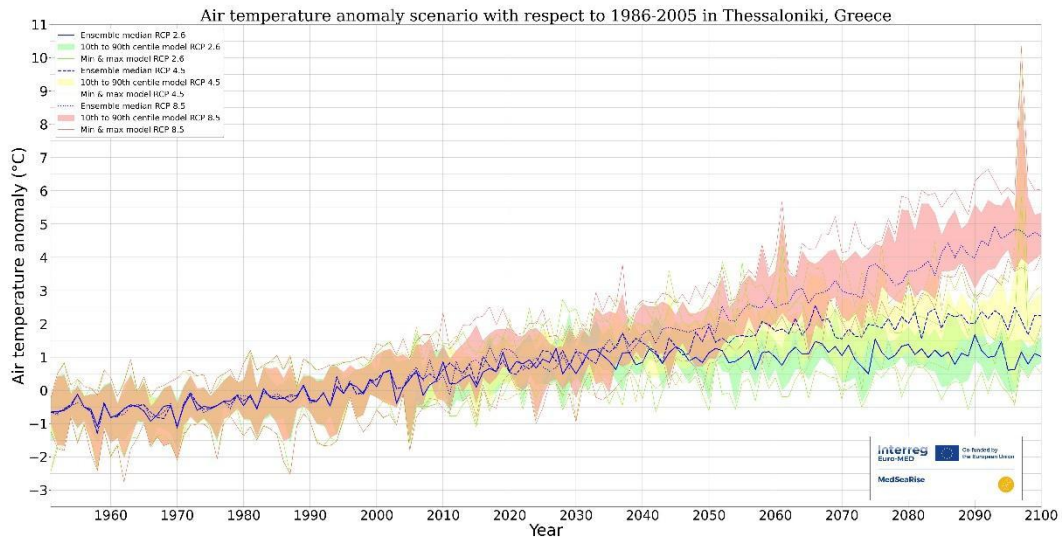 Air temperature anomaly scenario with respect to 1986-2005 in Thessaloniki, Greece
Ensemble median RCP 2.6
10th to 90th centile model RCP 2.6
Min & max model RCP 2.6
Ensemble median RCP 4.5
10th to 90th centile model RCP 4.5
Min & max model RCP 4.5
Ensemble median RCP 8.5
10th to 90th centile model RCP 8.5
Min & max model RCP 8.5
Air temperature anomaly (°C)
11
10
9
8
7
6
5
4
3
2
1
0
−1
−2
−3
1960 1970 1980 1990 2000 2010 2020 2030 2040 2050 2060 2070 2080 2090 2100
Year
Interreg
Euro-MED
Co-funded by
the European Union
MedSeaRise